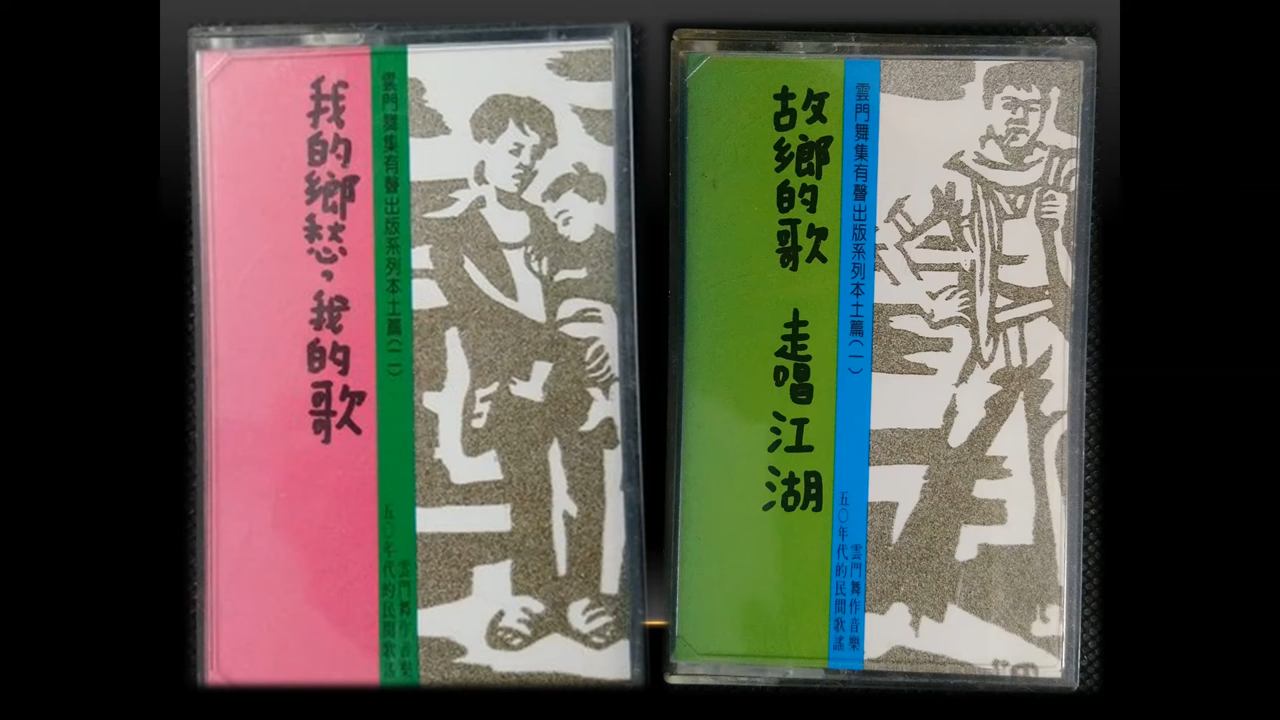 我的鄉愁，我的歌
雲門舞集有聲出版系列本土篇(二)
雲門舞作音樂
五〇年代的民間歌謠
故鄉的歌 走唱江湖
雲門舞集有聲出版系列本土篇(一)
雲門舞作音樂
五〇年代的民間歌謠